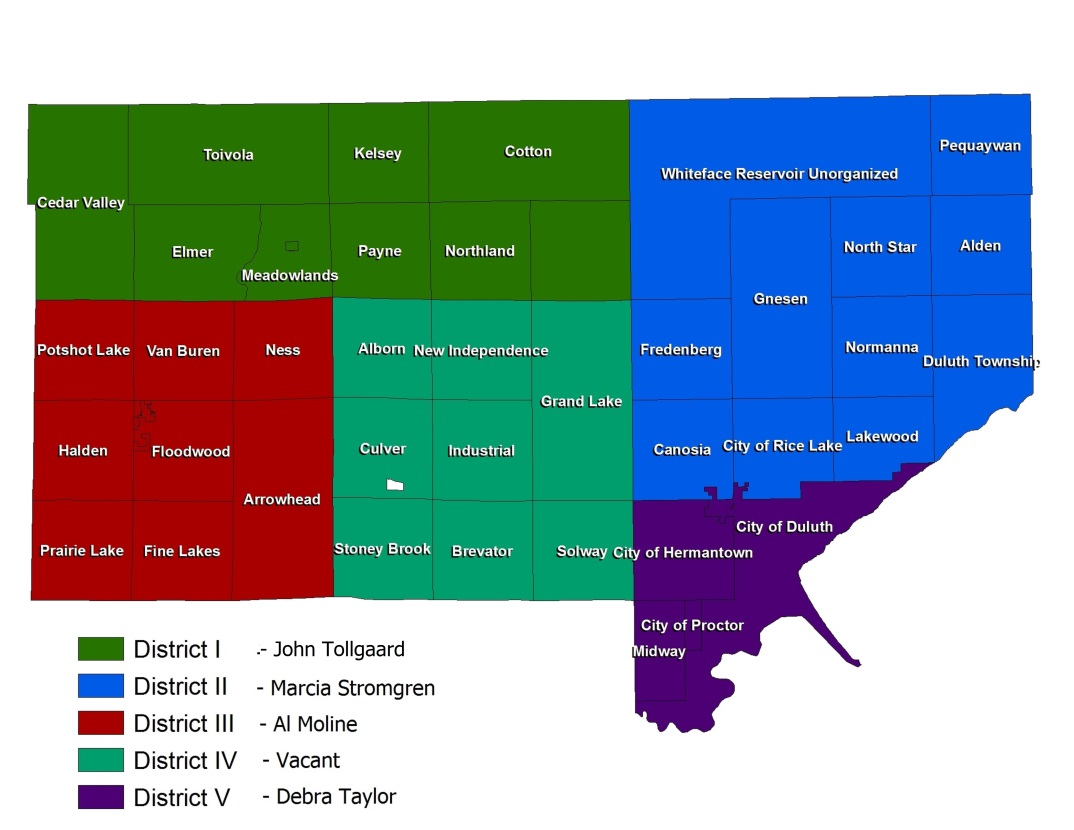 Toivola
Kelsey
Cotton
Pequaywan
Whiteface Reservoir Unorganized
Cedar Valley
Elmer
Meadowlands
Payne
Northland
North Star
Alden
Gnesen
Potshot Lake
Van Buren
Ness
Alborn
New Independence
Fredenberg
Normanna
Duluth Township
Grand Lake
Halden
Floodwood
Culver
Industrial
Canosia
City of Rice Lake
Lakewood
Arrowhead
City of Duluth
Prairie Lake
Fine Lakes
Stoney Brook
Brevator
Solway
City of Hermantown
City of Proctor
Midway
District I .- John Tollgaard
District II - Marcia Stromgren
District III - Al Moline
District IV - Vacant
District V - Debra Taylor